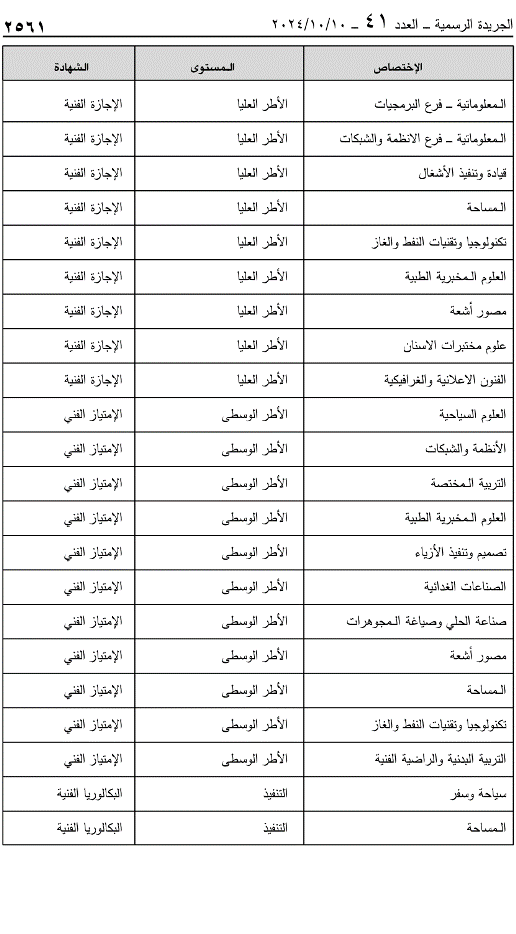 الجريدة الرسمية ــ العدد ٤١ ــ ٢٠٢٤/١٠/١٠ ٢٥٦١
الإختصاص المستوى الشهادة
المعلوماتية ــ فرع البرمجيات الأطر العليا الإجازة الفنية
المعلوماتية ــ فرع الانظمة والشبكات الأطر العليا الإجازة الفنية
قيادة وتنفيذ الأشغال الأطر العليا الإجازة الفنية
المساحة الأطر العليا الإجازة الفنية
تكنولوجيا وتقنيات النفط والغاز الأطر العليا الإجازة الفنية
العلوم المخبرية الطبية الأطر العليا الإجازة الفنية
مصور أشعة الأطر العليا الإجازة الفنية
علوم مختبرات الاسنان الأطر العليا الإجازة الفنية
الفنون الاعلانية والغرافيكية الأطر العليا الإجازة الفنية
العلوم السياحية الأطر الوسطى الإمتياز الفني
الأنظمة والشبكات الأطر الوسطى الإمتياز الفني
التربية المختصة الأطر الوسطى الإمتياز الفني
العلوم المخبرية الطبية الأطر الوسطى الإمتياز الفني
تصميم وتنفيذ الأزياء الأطر الوسطى الإمتياز الفني
الصناعات الغدائية الأطر الوسطى الإمتياز الفني
صناعة الحلي وصياغة المجوهرات الأطر الوسطى الإمتياز الفني
مصور أشعة الأطر الوسطى الإمتياز الفني
المساحة الأطر الوسطى الإمتياز الفني
تكنولوجيا وتقنيات النفط والغاز الأطر الوسطى الإمتياز الفني
التربية البدنية والراضية الفنية الأطر الوسطى الإمتياز الفني
سياحة وسفر التنفيذ البكالوريا الفنية
المساحة التنفيذ البكالوريا الفنية